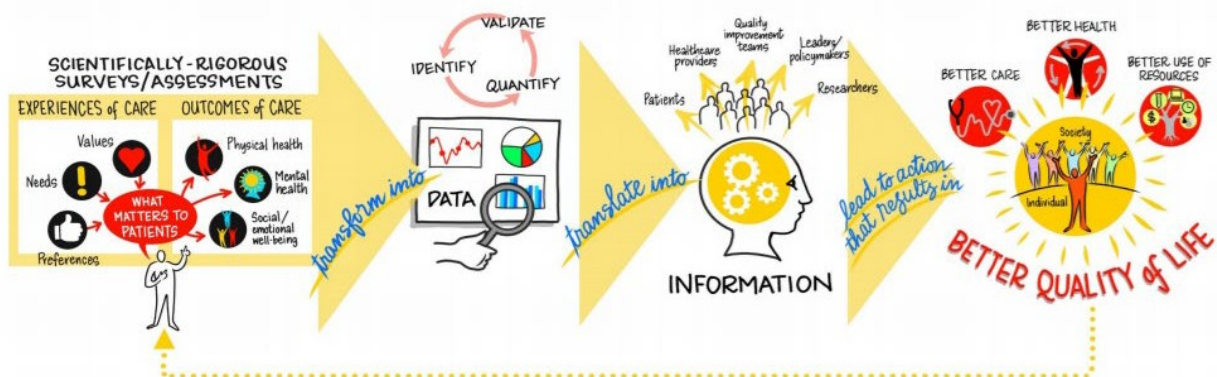 SCIENTIFICALLY-RIGOROUS
SURVEYS/ASSESSMENTS
EXPERIENCES of CARE
OUTCOMES of CARE
Values
Needs
Preferences
WHAT
MATTERS TO
PATIENTS
Physical health
Mental
health
Social/
emotional
well-being
transform into
VALIDATE
IDENTIFY
QUANTIFY
DATA
translate into
Patients
Healthcare
providers
Quality
improvement
teams
Leaders/
policymakers
Researchers
INFORMATION
lead to action
that results in
BETTER CARE
BETTER HEALTH
BETTER USE OF
RESOURCES
$
Society
Individual
BETTER QUALITY of LIFE